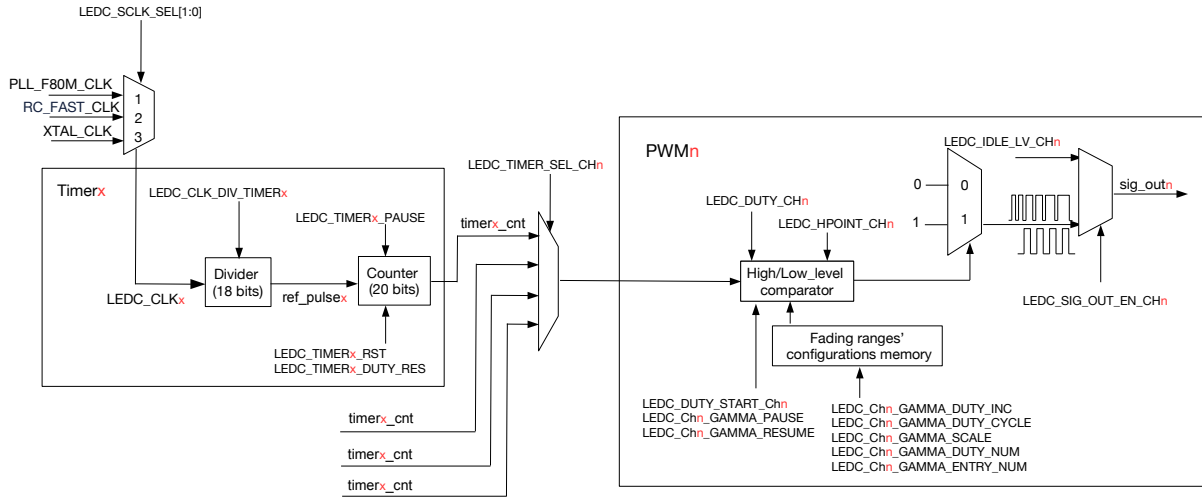 LEDC_SCLK_SEL[1:0]
PLL_F80M_CLK
RC_FAST_CLK
XTAL_CLK
1
2
3
Timerx
LEDC_CLK_DIV_TIMERx
LEDC_TIMERx_PAUSE
Divider
(18 bits)
Counter
(20 bits)
LEDC_CLKx
ref_pulsex
LEDC_TIMERx_RST
LEDC_TIMERx_DUTY_RES
timerx_cnt
timerx_cnt
timerx_cnt
timerx_cnt
LEDC_TIMER_SEL_CHn
PWMn
LEDC_DUTY_CHn
LEDC_HPOINT_CHn
High/Low_level
comparator
Fading ranges'
configurations memory
LEDC_DUTY_START_Chn
LEDC_Chn_GAMMA_PAUSE
LEDC_Chn_GAMMA_RESUME
LEDC_Chn_GAMMA_DUTY_INC
LEDC_Chn_GAMMA_DUTY_CYCLE
LEDC_Chn_GAMMA_SCALE
LEDC_Chn_GAMMA_DUTY_NUM
LEDC_Chn_GAMMA_ENTRY_NUM
0
0
1
1
LEDC_IDLE_LV_CHn
sig_outn
LEDC_SIG_OUT_EN_CHn